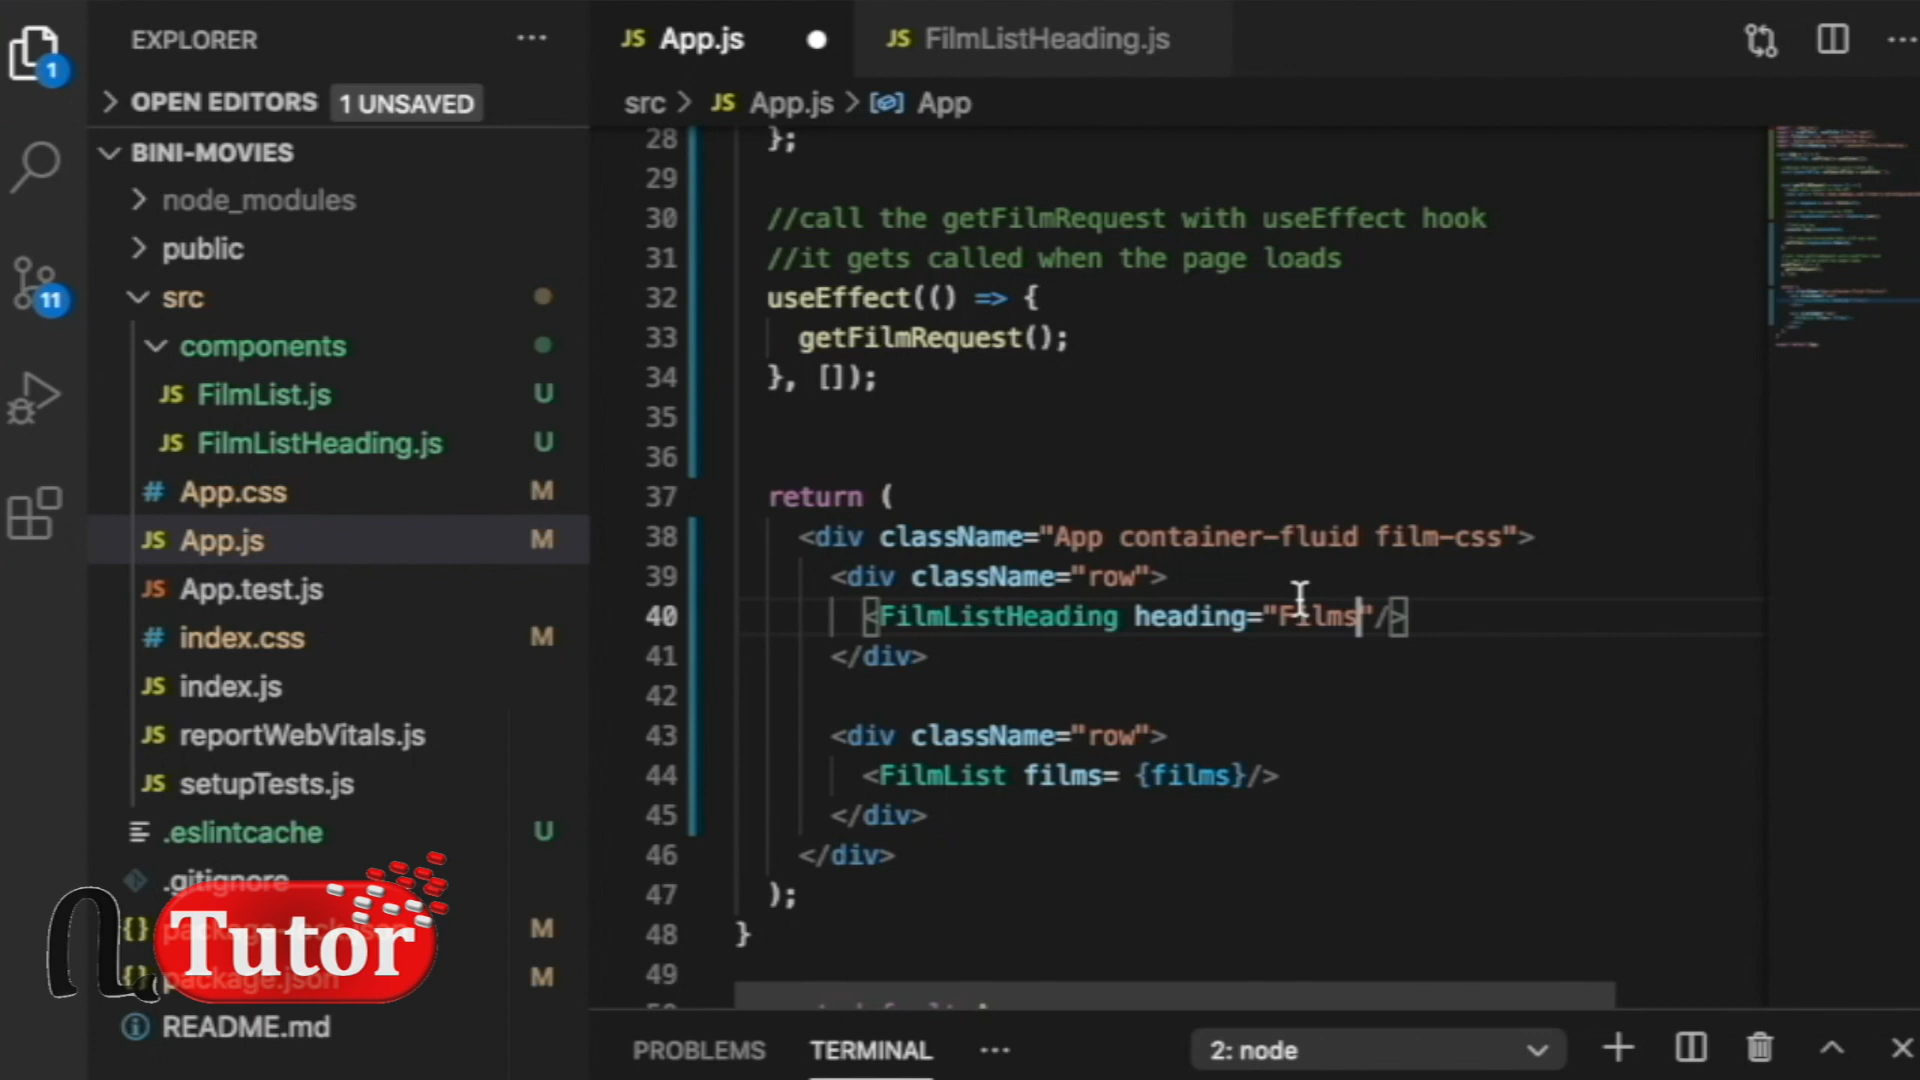 1
EXPLORER ...
JS App.js
JS FilmListHeading.js
OPEN EDITORS 1 UNSAVED
src > JS App.js > App
BINI-MOVIES
node_modules
public
11
src
components
JS FilmList.js U
JS FilmListHeading.js U
# App.css M
JS App.js M
JS App.test.js
# index.css M
JS index.js
JS reportWebVitals.js
JS setupTests.js
.eslintcache U
.gitignore
{} package-lock.json M
{} package.json M
README.md
Tutor
28 };
29
30 //call the getFilmRequest with useEffect hook
31 //it gets called when the page loads
32 useEffect(() => {
33 getFilmRequest();
34 }, []);
35
36
37 return (
38 <div className="App container-fluid film-css">
39 <div className="row">
40 <FilmListHeading heading="Films"/>
41 </div>
42
43 <div className="row">
44 <FilmList films= {films}/>
45 </div>
46 </div>
47 );
48 }
49
PROBLEMS TERMINAL ... 2: node